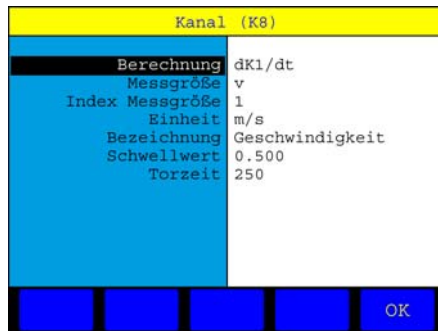 Kanal (K8)
Berechnung dK1/dt
Messgröße v
Index Messgröße 1
Einheit m/s
Bezeichnung Geschwindigkeit
Schwellwert 0.500
Torzeit 250
OK